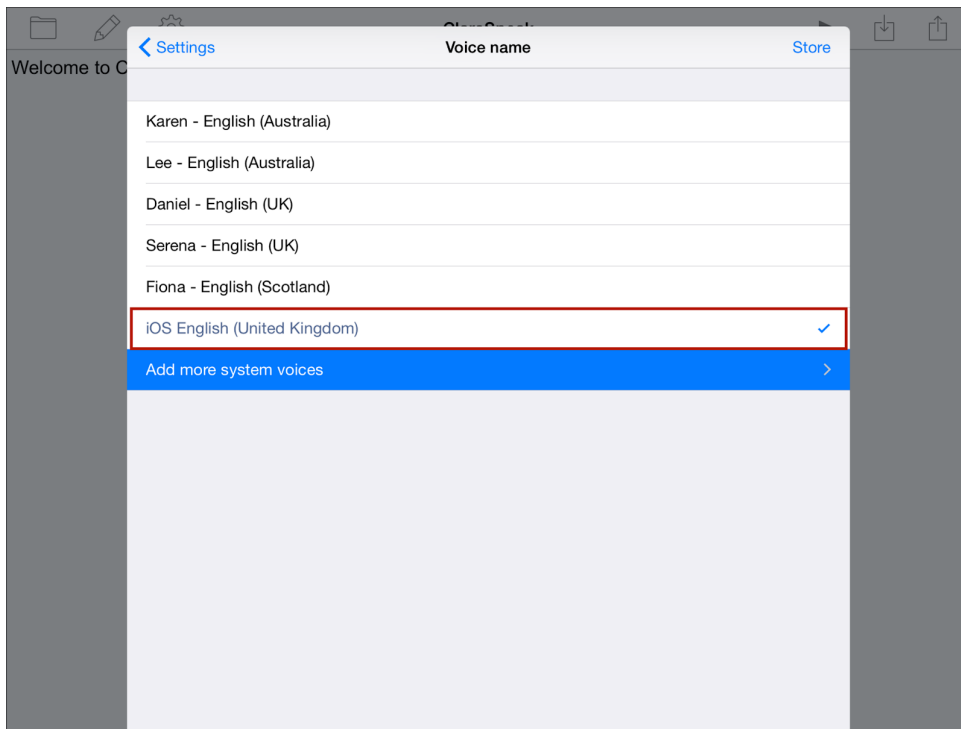 Settings
Voice name
Store
Welcome to C
Karen - English (Australia)
Lee - English (Australia)
Daniel - English (UK)
Serena - English (UK)
Fiona - English (Scotland)
iOS English (United Kingdom)
Add more system voices